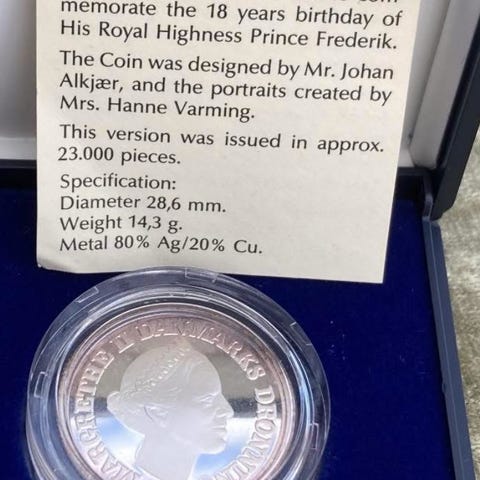 memorate the 18 years birthday of
His Royal Highness Prince Frederik.
The Coin was designed by Mr. Johan
Alkjær, and the portraits created by
Mrs. Hanne Varming.
This version was issued in approx.
23.000 pieces.
Specification:
Diameter 28,6 mm.
Weight 14,3 g.
Metal 80% Ag/20% Cu.
MARGRETHE II DANMARKS DRONNIN